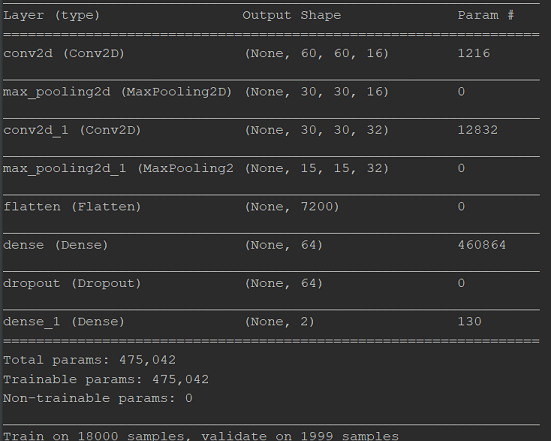 Layer (type) Output Shape Param #
=================================================================
conv2d (Conv2D) (None, 60, 60, 16) 1216
max_pooling2d (MaxPooling2D) (None, 30, 30, 16) 0
conv2d_1 (Conv2D) (None, 30, 30, 32) 12832
max_pooling2d_1 (MaxPooling2 (None, 15, 15, 32) 0
flatten (Flatten) (None, 7200) 0
dense (Dense) (None, 64) 460864
dropout (Dropout) (None, 64) 0
dense_1 (Dense) (None, 2) 130
=================================================================
Total params: 475,042
Trainable params: 475,042
Non-trainable params: 0
Train on 18000 samples, validate on 1999 samples